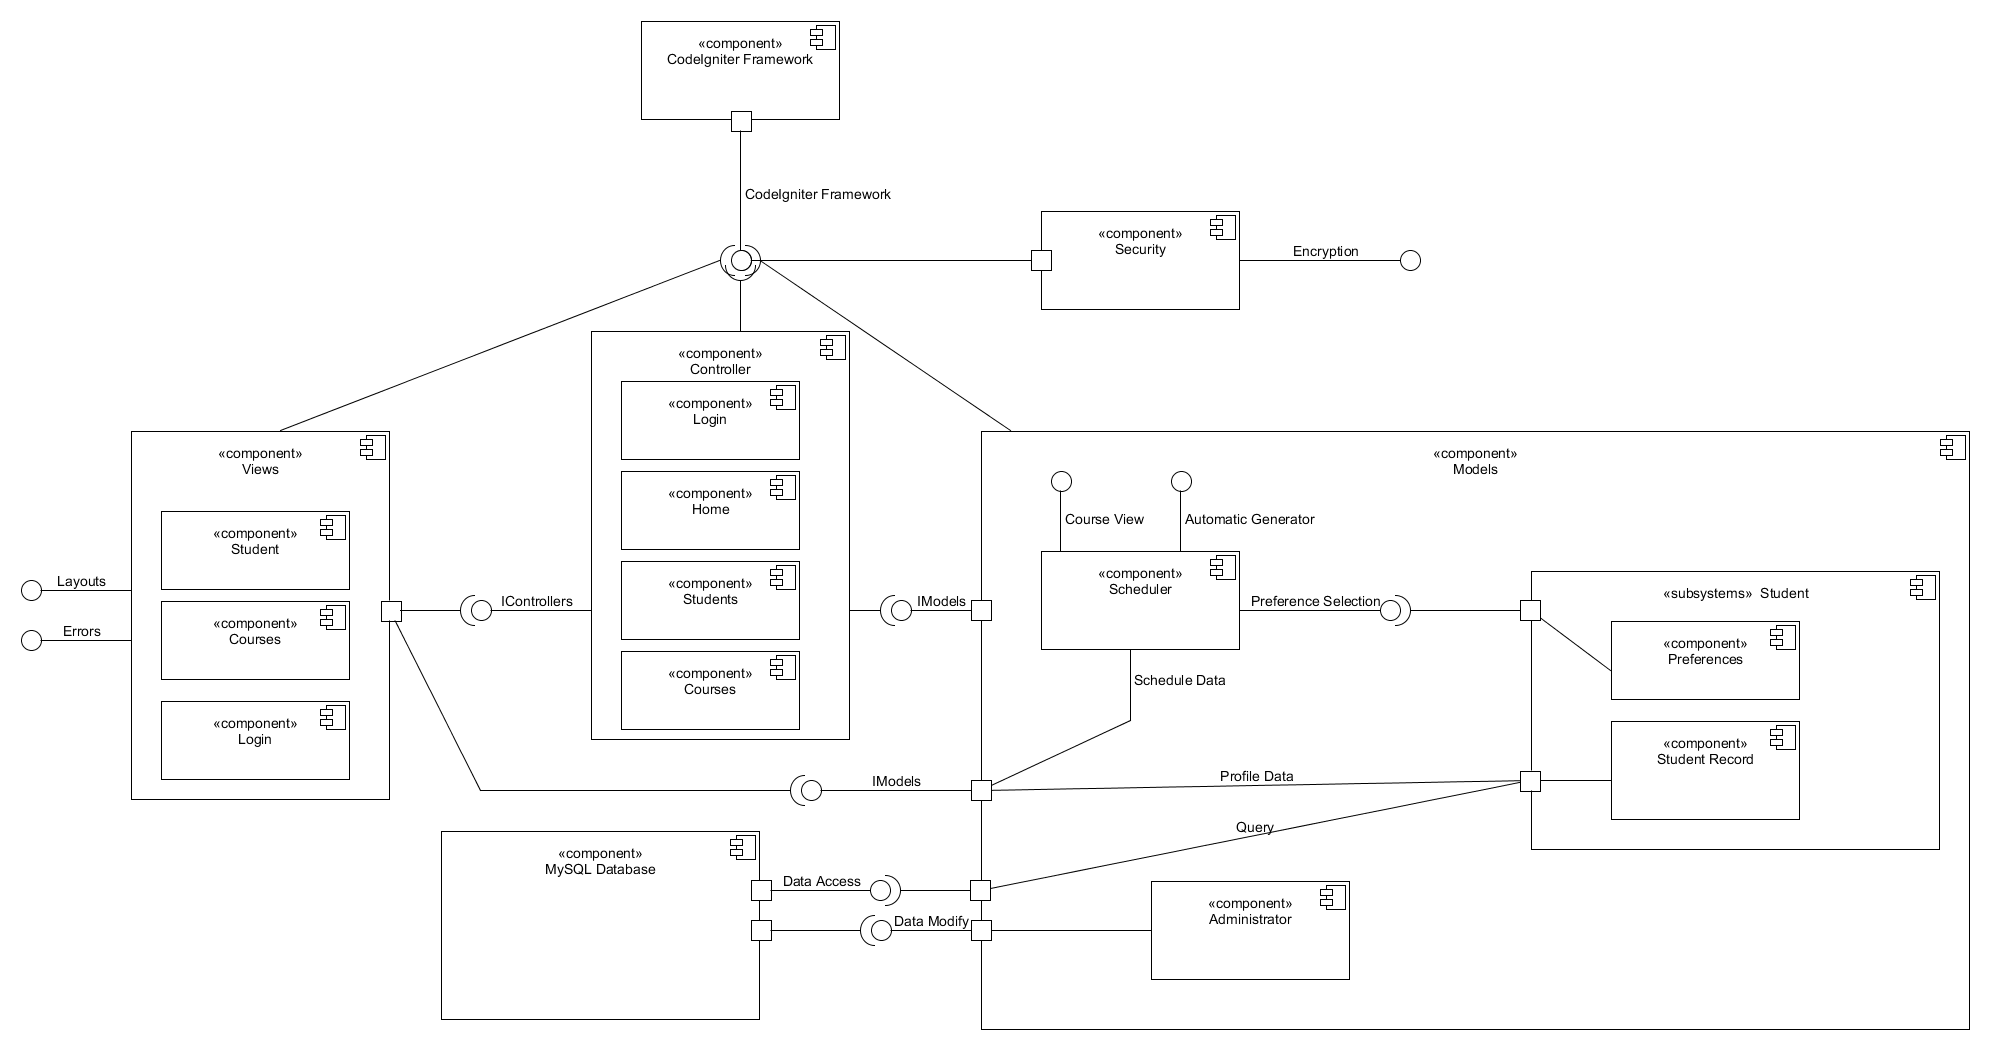 «component»
CodeIgniter Framework
CodeIgniter Framework
«component»
Security
Encryption
«component»
Controller
«component»
Login
«component»
Home
«component»
Students
«component»
Courses
«component»
Views
«component»
Student
«component»
Courses
«component»
Login
Layouts
Errors
IControllers
IModels
IModels
«component»
Models
Course View
Automatic Generator
«component»
Scheduler
Preference Selection
Schedule Data
«subsystems» Student
«component»
Preferences
«component»
Student Record
Profile Data
Query
«component»
MySQL Database
Data Access
Data Modify
«component»
Administrator